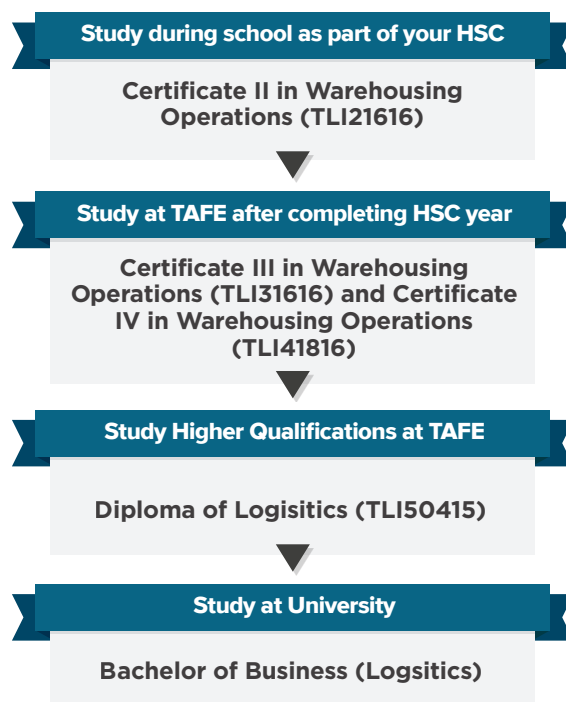 Study during school as part of your HSC
Certificate II in Warehousing
Operations (TLI21616)
Study at TAFE after completing HSC year
Certificate III in Warehousing
Operations (TLI31616) and Certificate
IV in Warehousing Operations
(TLI41816)
Study Higher Qualifications at TAFE
Diploma of Logisitics (TLI50415)
Study at University
Bachelor of Business (Logsitics)